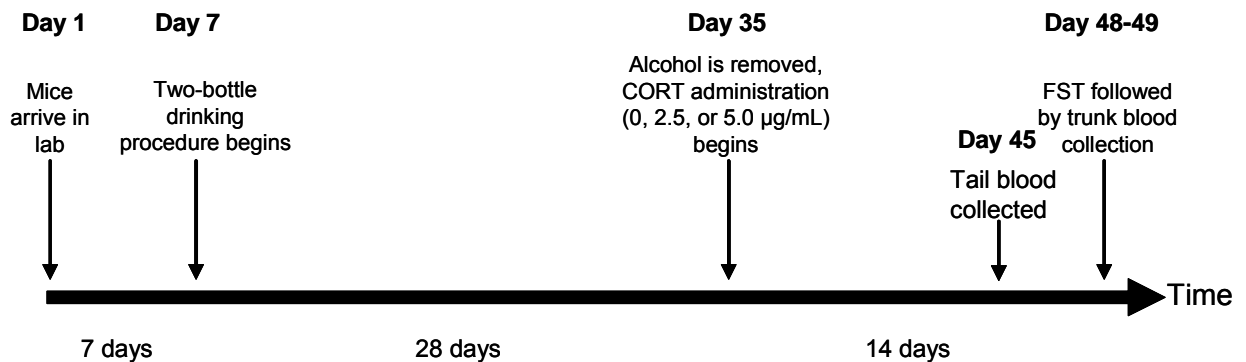 Day 1
Mice
arrive in
lab
Day 7
Two-bottle
drinking
procedure begins
Day 35
Alcohol is removed,
CORT administration
(0, 2.5, or 5.0 µg/mL)
begins
Day 45
Tail blood
collected
Day 48-49
FST followed
by trunk blood
collection
Time
7 days
28 days
14 days